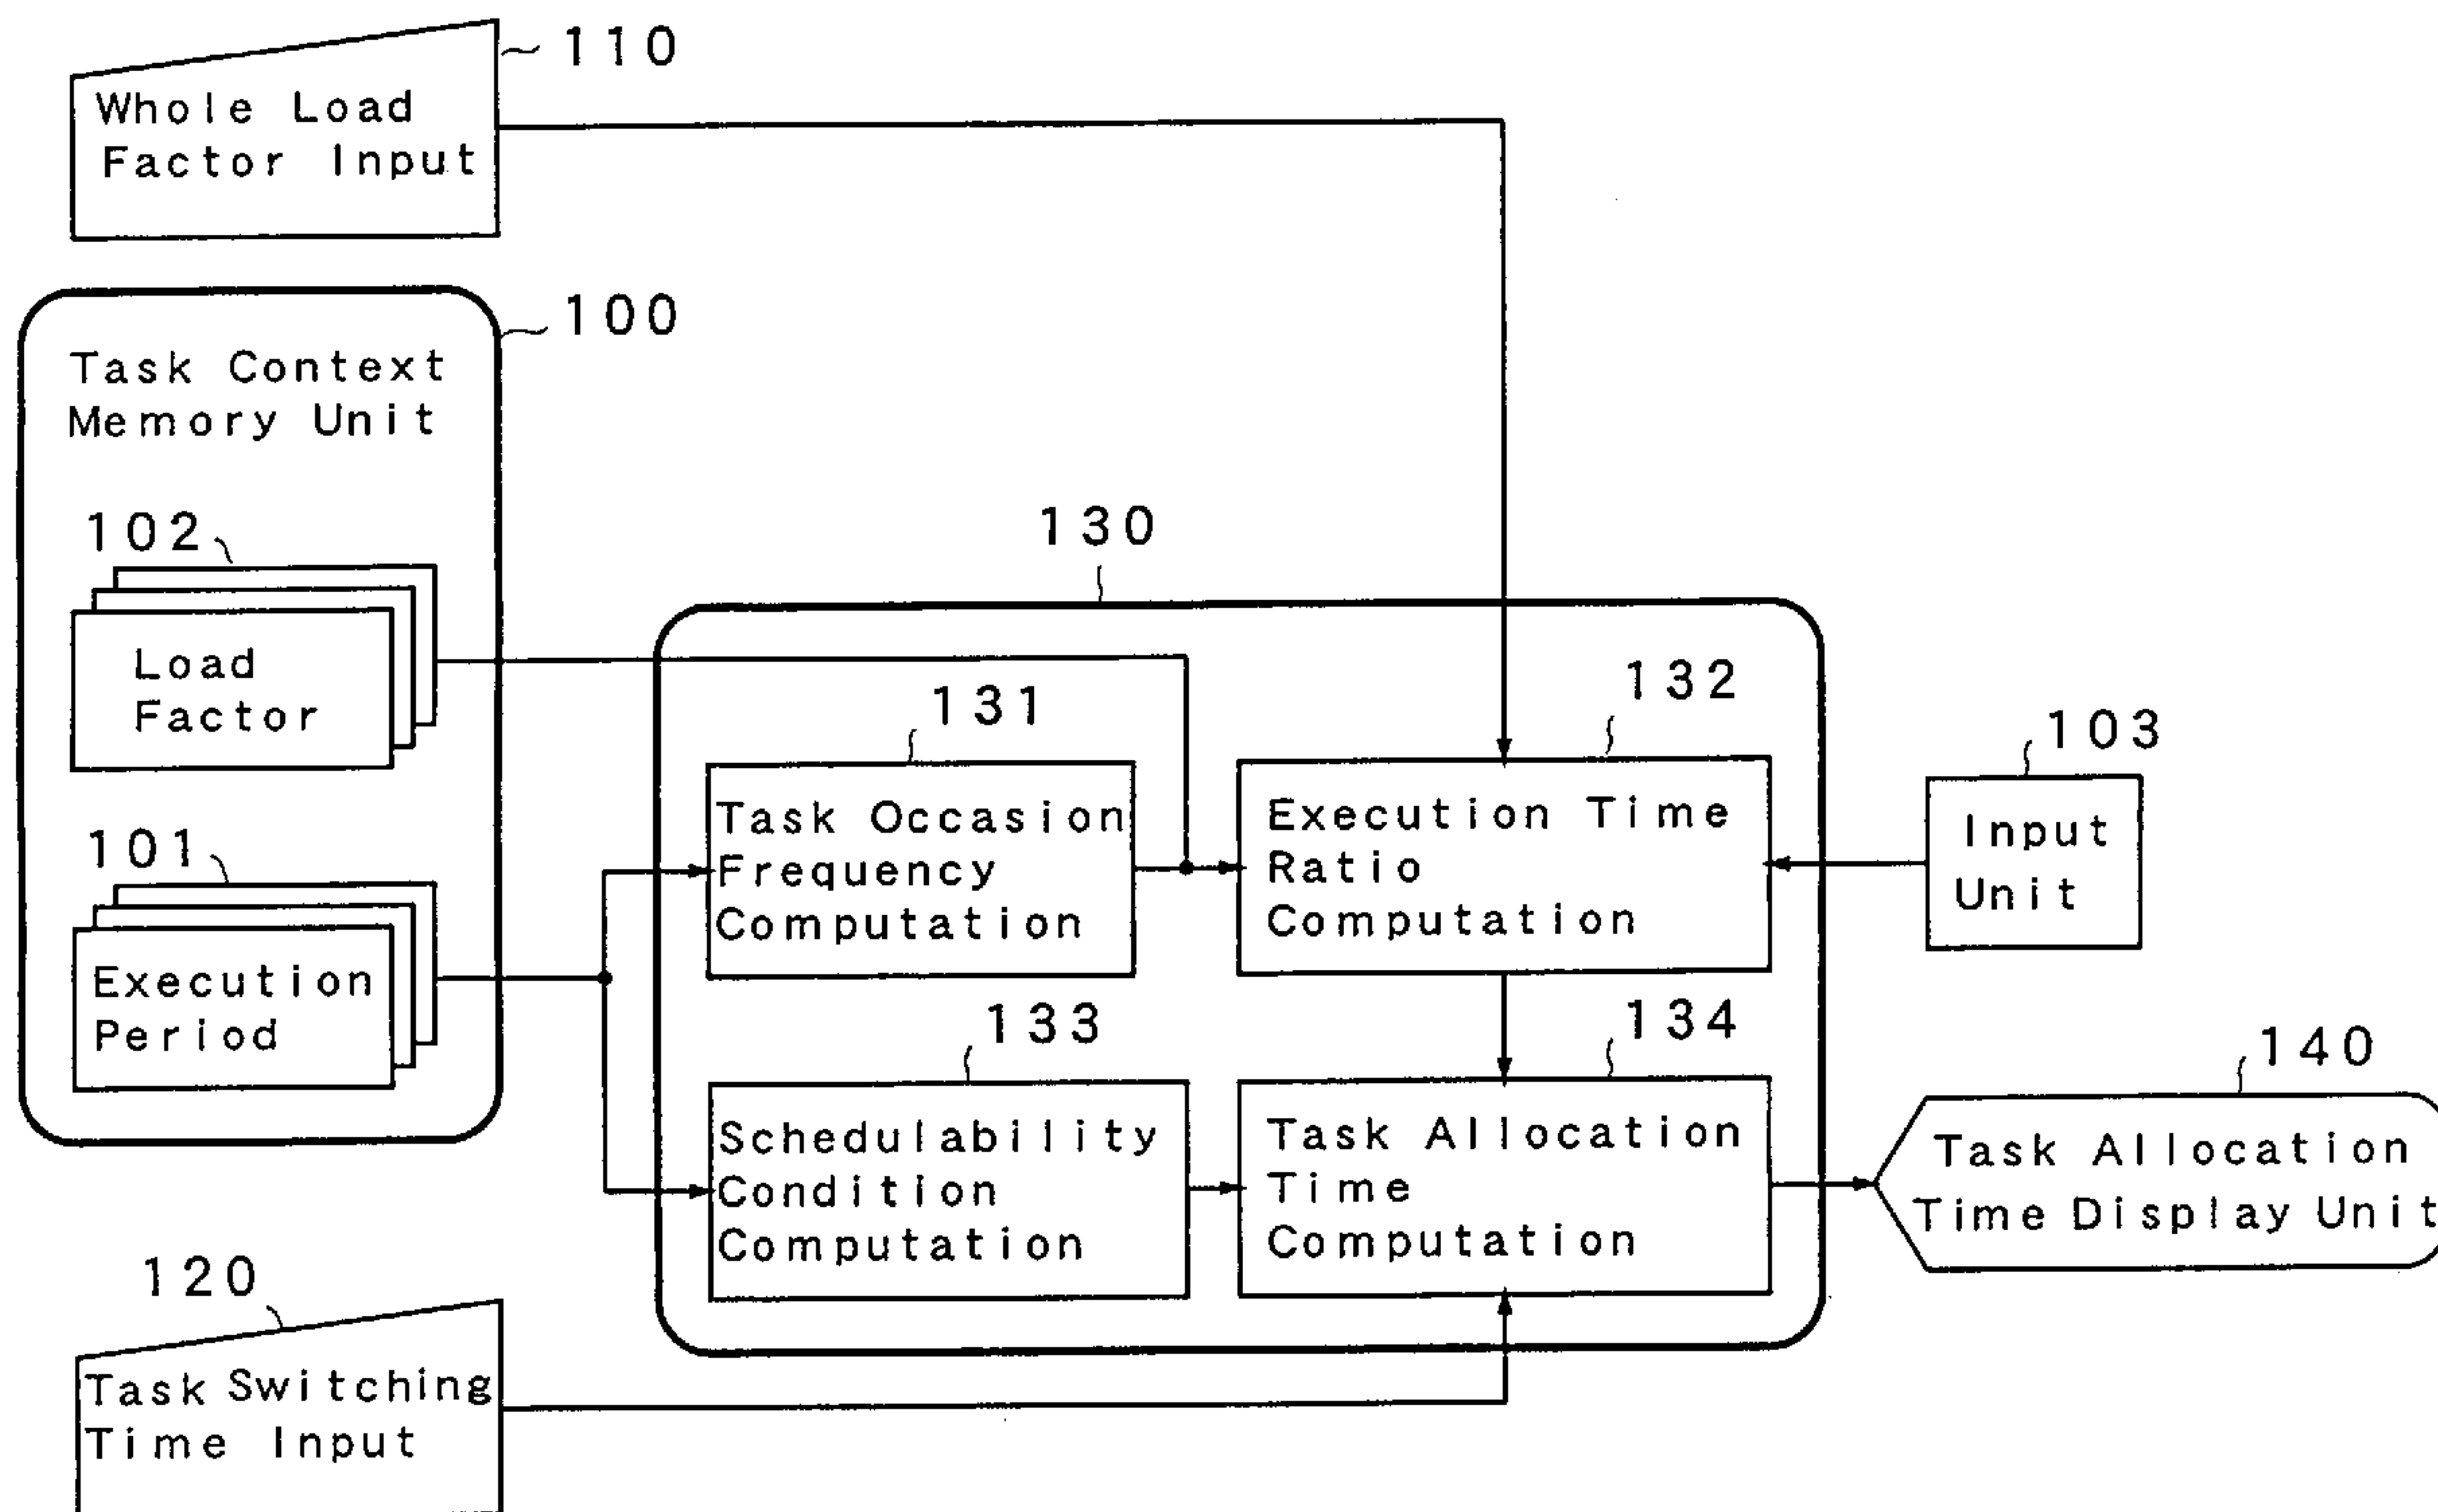 110
Whole Load
Factor Input
100
Task Context
Memory Unit
102
Load
Factor
101
Execution
Period
130
131
Task Occasion
Frequency
Computation
132
Execution Time
Ratio
Computation
103
Input
Unit
133
Schedulability
Condition
Computation
134
Task Allocation
Time
Computation
140
Task Allocation
Time Display Unit
120
Task Switching
Time Input